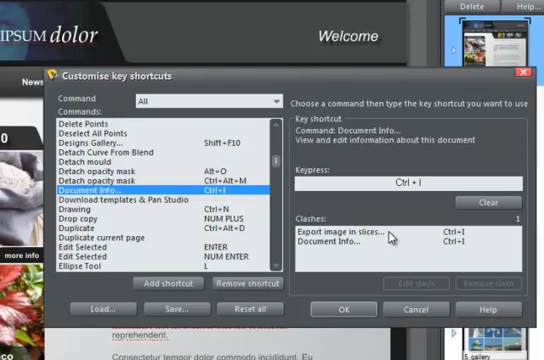 Delete
Help...
IPSUM dolor
Welcome
News
Customise key shortcuts
Command
All
Choose a command then type the key shortcut you want to use
Commands:
Delete Points
Deselect All Points
Designs Gallery... Shift+F10
Detach Curve From Blend
Detach mould
Detach opacity mask Alt+O
Detach opacity mask Ctrl+Alt+M
Document Info... Ctrl+I
Download templates & Pan Studio
Drawing Ctrl+N
Drop copy NUM PLUS
Duplicate Ctrl+Alt+D
Duplicate current page
Edit Selected ENTER
Edit Selected NUM ENTER
Ellipse Tool L
Key shortcut
Command: Document Info...
View and edit information about this document
Keypress:
Ctrl + I
Clear
Clashes: 1
Export image in slices... Ctrl+I
Document Info... Ctrl+I
Add shortcut
Remove shortcut
Edit clash
Remove clash
Load...
Save...
Reset all
OK
Cancel
Help
more info
reprehenderit.
Consectetur tempor dolor commodo incididunt. Eu
5. gallery